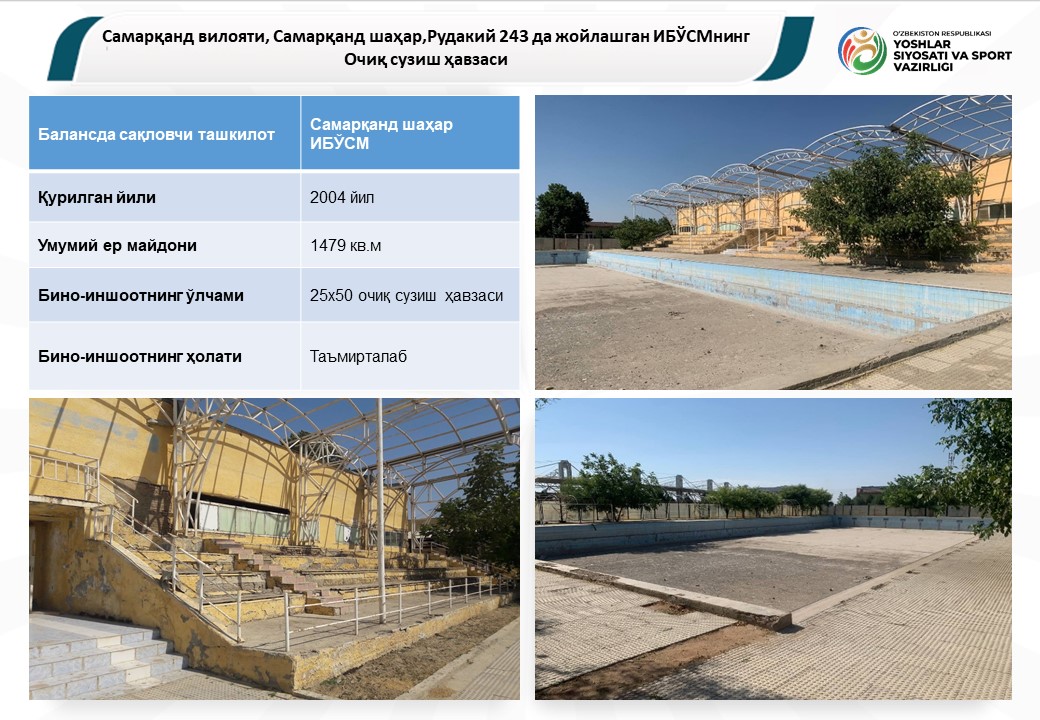 Самарқанд вилояти, Самарқанд шаҳар,Рудакий 243 да жойлашган ИБЎСМнинг
Очиқ сузиш ҳавзаси
O'ZBEKISTON RESPUBLIKASI
YOSHLAR
SIYOSATI VA SPORT
VAZIRLIGI
Балансда сақловчи ташкилот
Самарқанд шаҳар
ИБЎСМ
Қурилган йили
2004 йил
Умумий ер майдони
1479 кв.м
Бино-иншоотнинг ўлчами
25x50 очиқ сузиш ҳавзаси
Бино-иншоотнинг ҳолати
Таъмирталаб